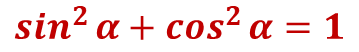 sin² α + cos² α = 1